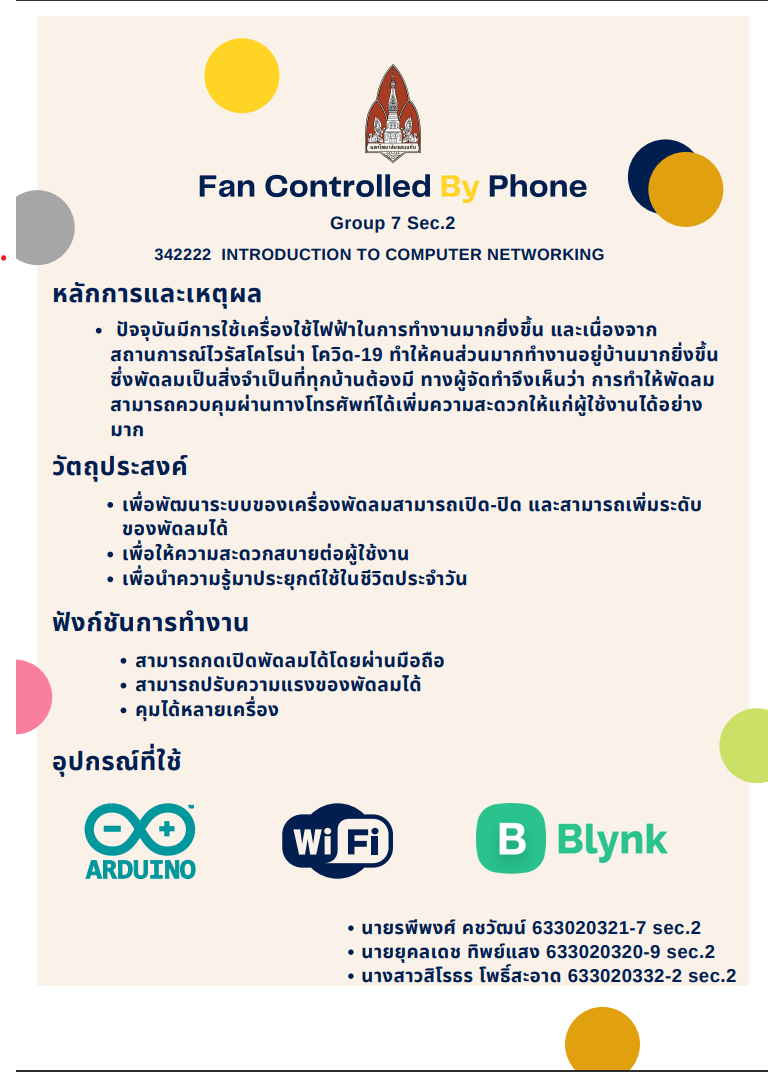 มหาวิทยาลัยขอนแก่น
Fan Controlled By Phone
Group 7 Sec.2
342222 INTRODUCTION TO COMPUTER NETWORKING
หลักการและเหตุผล
• ปัจจุบันมีการใช้เครื่องใช้ไฟฟ้าในการทำงานมากยิ่งขึ้น และเนื่องจาก
สถานการณ์ไวรัสโคโรน่า โควิด-19 ทำให้คนส่วนมากทำงานอยู่บ้านมากยิ่งขึ้น
ซึ่งพัดลมเป็นสิ่งจำเป็นที่ทุกบ้านต้องมี ทางผู้จัดทำจึงเห็นว่า การทำให้พัดลม
สามารถควบคุมผ่านทางโทรศัพท์ได้เพิ่มความสะดวกให้แก่ผู้ใช้งานได้อย่าง
มาก
วัตถุประสงค์
• เพื่อพัฒนาระบบของเครื่องพัดลมสามารถเปิด-ปิด และสามารถเพิ่มระดับ
ของพัดลมได้
• เพื่อให้ความสะดวกสบายต่อผู้ใช้งาน
• เพื่อนำความรู้มาประยุกต์ใช้ในชีวิตประจำวัน
ฟังก์ชันการทำงาน
• สามารถกดเปิดพัดลมได้โดยผ่านมือถือ
• สามารถปรับความแรงของพัดลมได้
• คุมได้หลายเครื่อง
อุปกรณ์ที่ใช้
ARDUINO
WiFi
B Blynk
• นายรพีพงศ์ คชวัฒน์ 633020321-7 sec.2
• นายยุคลเดช ทิพย์แสง 633020320-9 sec.2
• นางสาวสิโรธร โพธิ์สะอาด 633020332-2 sec.2